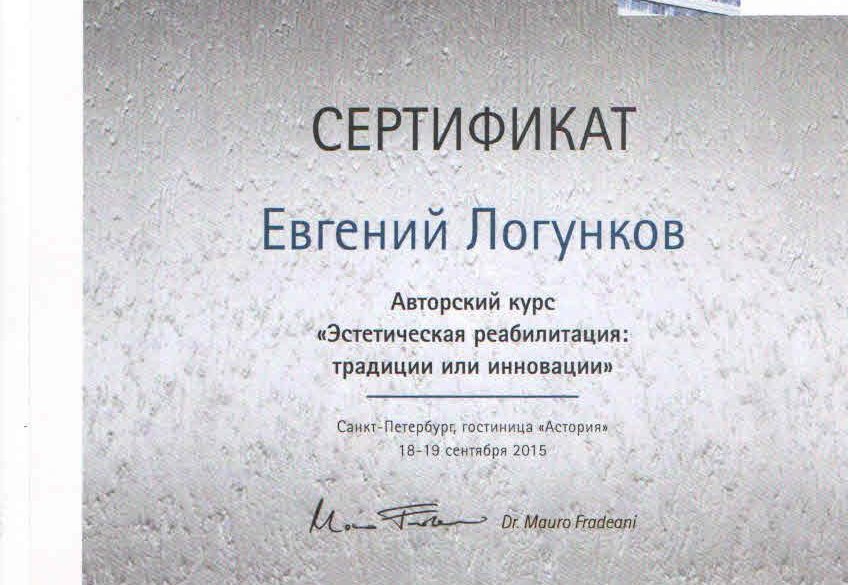 СЕРТИФИКАТ
Евгений Логунков
Авторский курс
«Эстетическая реабилитация:
традиции или инновации»
Санкт-Петербург, гостиница «Астория»
18-19 сентября 2015
Dr. Mauro Fradeani